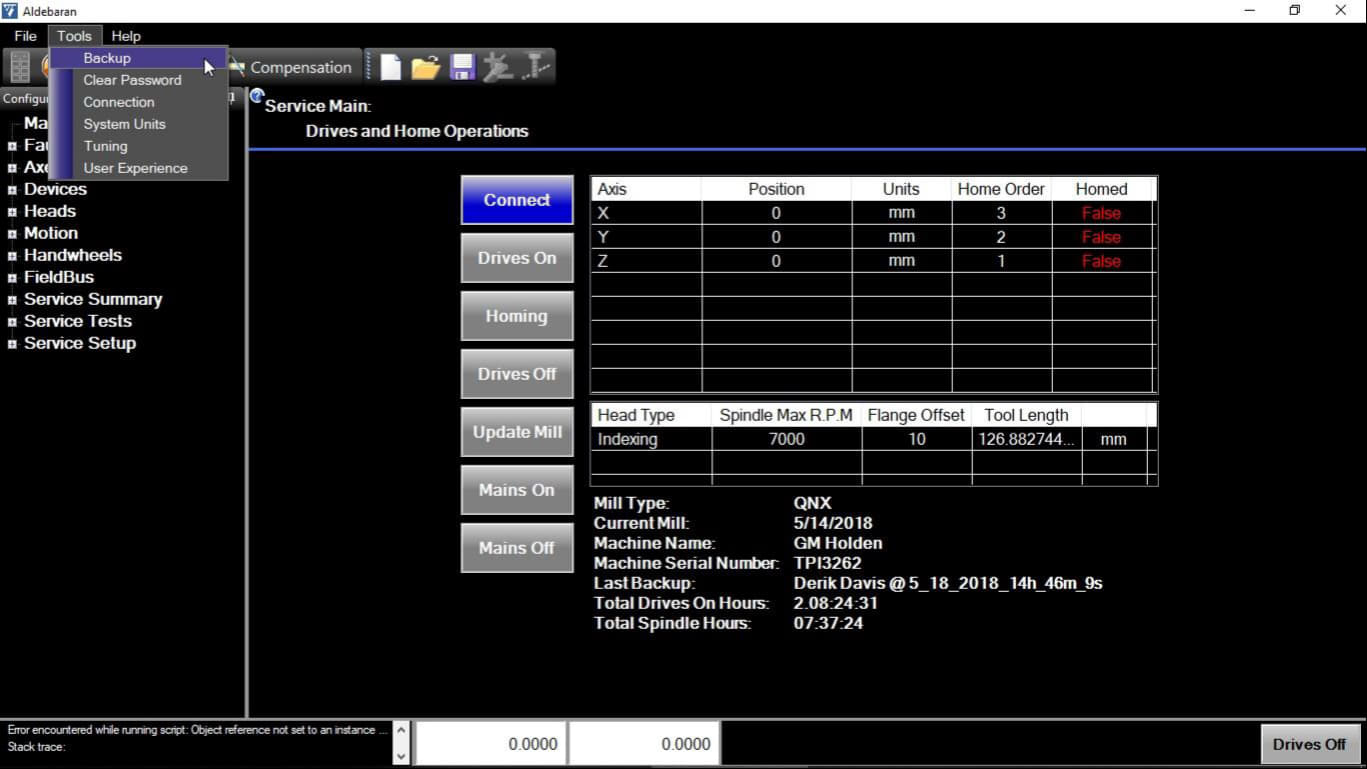 Aldebaran
File Tools Help
Backup
Clear Password
Connection
System Units
Tuning
User Experience
Compensation
Service Main:
Drives and Home Operations
Devices
Heads
Motion
Handwheels
FieldBus
Service Summary
Service Tests
Service Setup
Connect
Drives On
Homing
Drives Off
Update Mill
Mains On
Mains Off
Axis Position Units Home Order Homed
X 0 mm 3 False
Y 0 mm 2 False
Z 0 mm 1 False
Head Type Spindle Max R.P.M Flange Offset Tool Length
Indexing 7000 10 126.882744... mm
Mill Type: QNX
Current Mill: 5/14/2018
Machine Name: GM Holden
Machine Serial Number: TPI3262
Last Backup: Derik Davis @ 5_18_2018_14h_46m_9s
Total Drives On Hours: 2.08:24:31
Total Spindle Hours: 07:37:24
Error encountered while running script: Object reference not set to an instance ...
Stack trace:
0.0000 0.0000
Drives Off